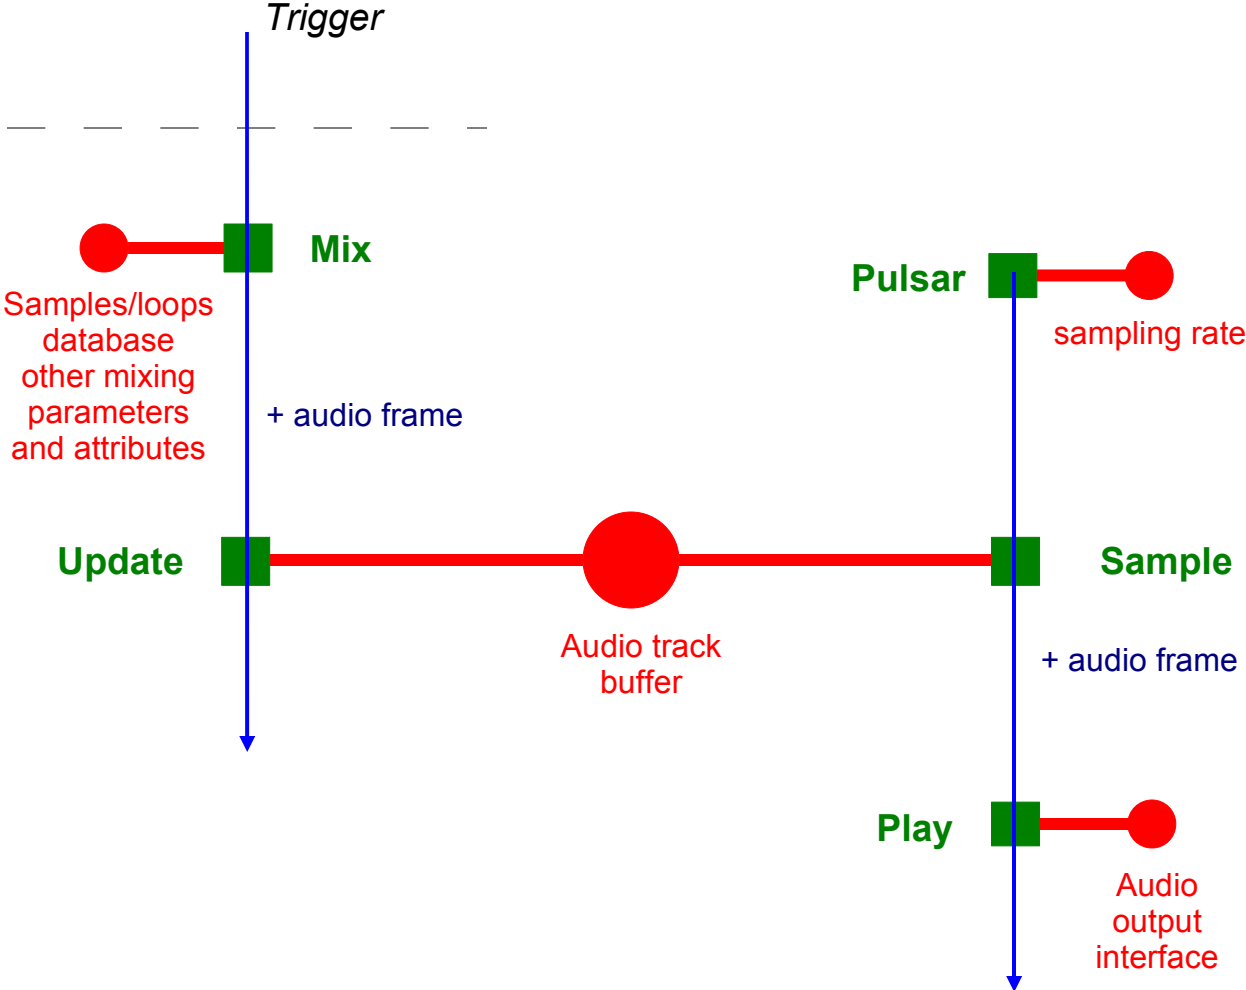 Trigger
Mix
Samples/loops
database
other mixing
parameters
and attributes
+ audio frame
Update
Audio track
buffer
Pulsar
sampling rate
Sample
+ audio frame
Play
Audio
output
interface